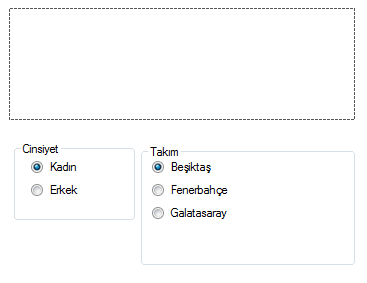 Cinsiyet
Kadın
Erkek
Takım
Beşiktaş
Fenerbahçe
Galatasaray